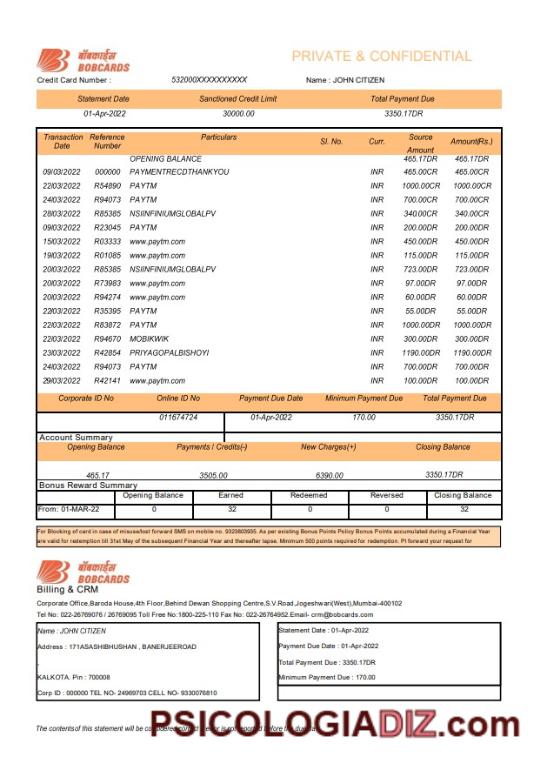 बॉबकार्ड्स
BOBCARDS
PRIVATE & CONFIDENTIAL
Credit Card Number : 532000XXXXXXXXXX Name : JOHN CITIZEN
Statement Date Sanctioned Credit Limit Total Payment Due
01-Apr-2022 30000.00 3350.17DR
Transaction Date Reference Number Particulars Sl. No. Curr. Source Amount Amount(Rs.)
OPENING BALANCE 465.17DR 465.17DR
09/03/2022 000000 PAYMENTRECDTHANKYOU INR 465.00CR 465.00CR
22/03/2022 R54890 PAYTM INR 1000.00CR 1000.00CR
24/03/2022 R94073 PAYTM INR 700.00CR 700.00CR
28/03/2022 R85385 NSIINFINIUMGLOBALPV INR 340.00CR 340.00CR
09/03/2022 R23045 PAYTM INR 200.00DR 200.00DR
15/03/2022 R03333 www.paytm.com INR 450.00DR 450.00DR
19/03/2022 R01085 www.paytm.com INR 115.00DR 115.00DR
20/03/2022 R85385 NSIINFINIUMGLOBALPV INR 723.00DR 723.00DR
20/03/2022 R73983 www.paytm.com INR 97.00DR 97.00DR
20/03/2022 R94274 www.paytm.com INR 60.00DR 60.00DR
22/03/2022 R35395 PAYTM INR 55.00DR 55.00DR
22/03/2022 R83872 PAYTM INR 1000.00DR 1000.00DR
22/03/2022 R94670 MOBIKWIK INR 300.00DR 300.00DR
23/03/2022 R42854 PRIYAGOPALBISHOYI INR 1190.00DR 1190.00DR
24/03/2022 R94073 PAYTM INR 700.00DR 700.00DR
29/03/2022 R42141 www.paytm.com INR 100.00DR 100.00DR
Corporate ID No Online ID No Payment Due Date Minimum Payment Due Total Payment Due
011674724 01-Apr-2022 170.00 3350.17DR
Account Summary
Opening Balance Payments / Credits(-) New Charges(+) Closing Balance
465.17 3505.00 6390.00 3350.17DR
Bonus Reward Summary
Opening Balance Earned Redeemed Reversed Closing Balance
From: 01-MAR-22 0 32 0 0 32
For Blocking of card in case of misuse/lost forward SMS on mobile no. 9223803935. As per existing Bonus Points Policy Bonus Points accumulated during a Financial Year
are valid for redemption till 31st May of the subsequent Financial Year and thereafter lapse. Minimum 500 points required for redemption. Pl forward your request for
बॉबकार्ड्स
BOBCARDS
Billing & CRM
Corporate Office,Baroda House,4th Floor,Behind Dewan Shopping Centre,S.V.Road,Jogeshwari(West),Mumbai-400102
Tel No: 022-26769076 / 26769095 Toll Free No:1800-225-110 Fax No: 022-26764952.Email- crm@bobcards.com
Name : JOHN CITIZEN
Address : 171ASASHIBHUSHAN , BANERJEEROAD
.
KALKOTA. Pin : 700008
Corp ID : 000000 TEL NO- 24969703 CELL NO- 9330076810
Statement Date : 01-Apr-2022
Payment Due Date : 01-Apr-2022
Total Payment Due : 3350.17DR
Minimum Payment Due : 170.00
The contents of this statement will be considered
PSICOLOGIADIZ.com